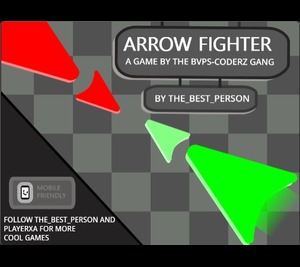 ARROW FIGHTER
A GAME BY THE BVPS-CODERZ GANG
BY THE_BEST_PERSON
MOBILE
FRIENDLY
FOLLOW THE_BEST_PERSON AND
PLAYERXA FOR MORE
COOL GAMES